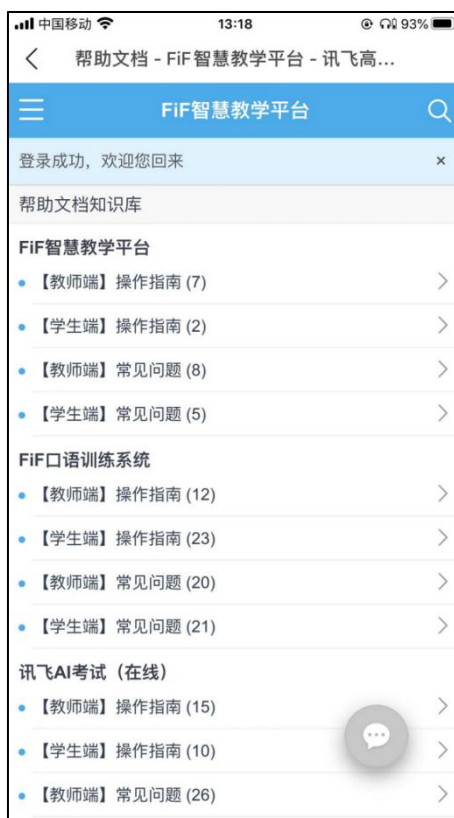 中国移动 13:18 93%
帮助文档 - FiF智慧教学平台 - 讯飞高...
FiF智慧教学平台
登录成功，欢迎您回来 ×
帮助文档知识库
FiF智慧教学平台
【教师端】操作指南 (7)
【学生端】操作指南 (2)
【教师端】常见问题 (8)
【学生端】常见问题 (5)
FiF口语训练系统
【教师端】操作指南 (12)
【学生端】操作指南 (23)
【教师端】常见问题 (20)
【学生端】常见问题 (21)
讯飞AI考试（在线）
【教师端】操作指南 (15)
【学生端】操作指南 (10)
【教师端】常见问题 (26)